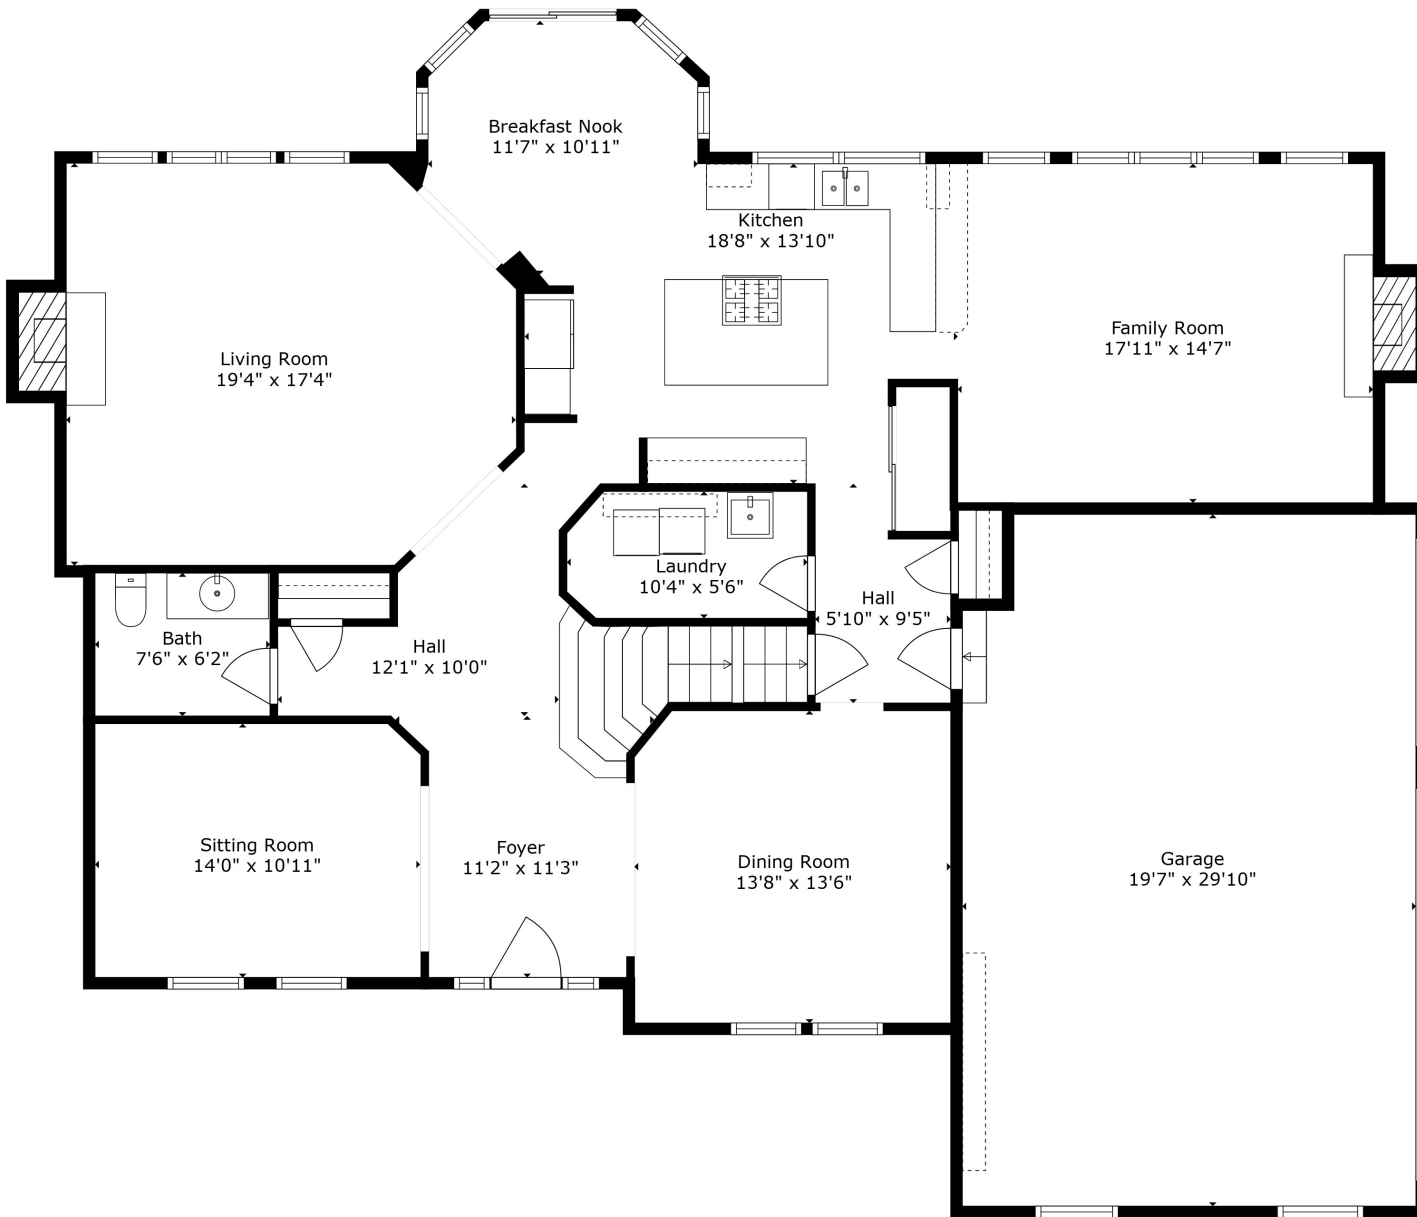 Breakfast Nook
11'7" x 10'11"
Kitchen
18'8" x 13'10"
Family Room
17'11" x 14'7"
Living Room
19'4" x 17'4"
Laundry
10'4" x 5'6"
Hall
5'10" x 9'5"
Bath
7'6" x 6'2"
Hall
12'1" x 10'0"
Sitting Room
14'0" x 10'11"
Foyer
11'2" x 11'3"
Dining Room
13'8" x 13'6"
Garage
19'7" x 29'10"